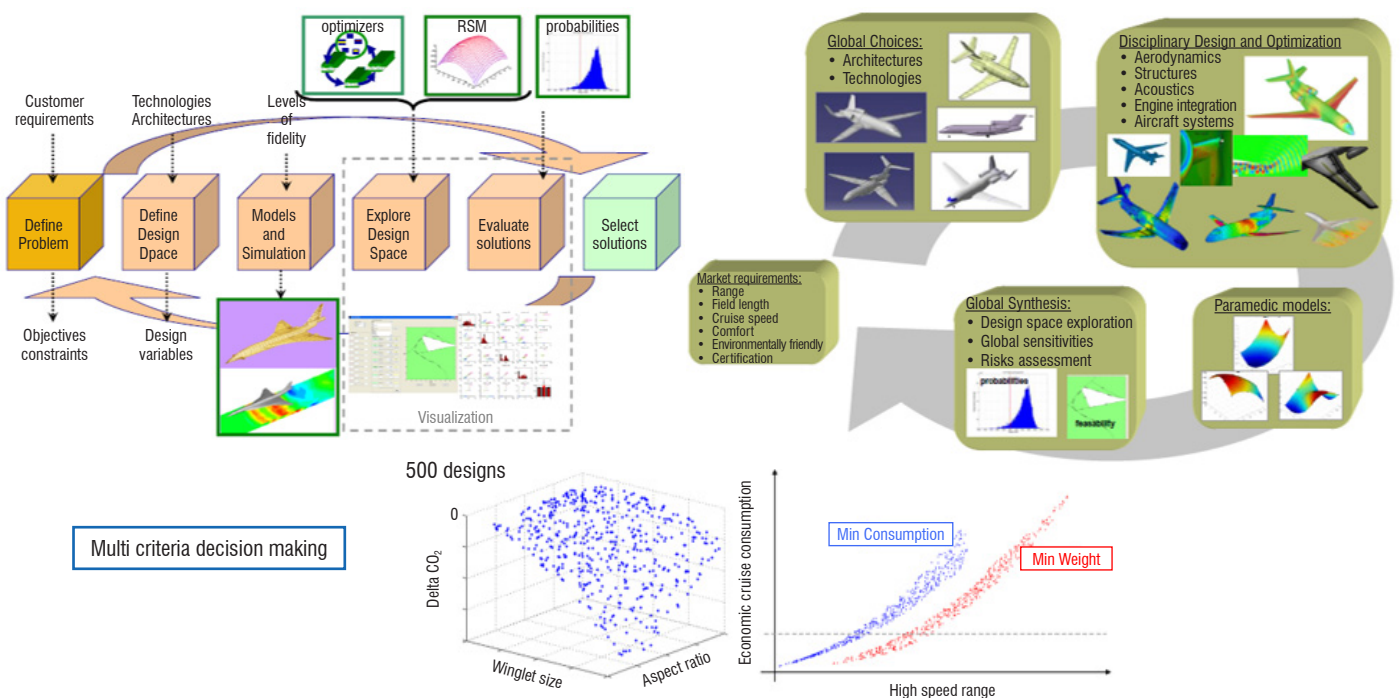 optimizers
RSM
probabilities
Customer
requirements
Technologies
Architectures
Levels
of
fidelity
Define
Problem
Define
Design
Dpace
Models
and
Simulation
Explore
Design
Space
Evaluate
solutions
Select
solutions
Objectives
constraints
Design
variables
Visualization
Global Choices:
• Architectures
• Technologies
Disciplinary Design and Optimization
• Aerodynamics
• Structures
• Acoustics
• Engine integration
• Aircraft systems
Market requirements:
• Range
• Field length
• Cruise speed
• Comfort
• Environmentally friendly
• Certification
Global Synthesis:
• Design space exploration
• Global sensitivities
• Risks assessment
probabilities
feasability
Paramedic models:
Multi criteria decision making
500 designs
0
Delta CO₂
Winglet size
Aspect ratio
Economic cruise consumption
Min Consumption
Min Weight
High speed range